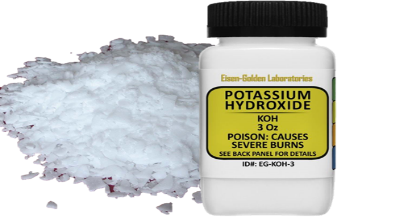 Eisen-Golden Laboratories
POTASSIUM
HYDROXIDE
KOH
3 Oz
POISON: CAUSES
SEVERE BURNS
SEE BACK PANEL FOR DETAILS
ID#: EG-KOH-3